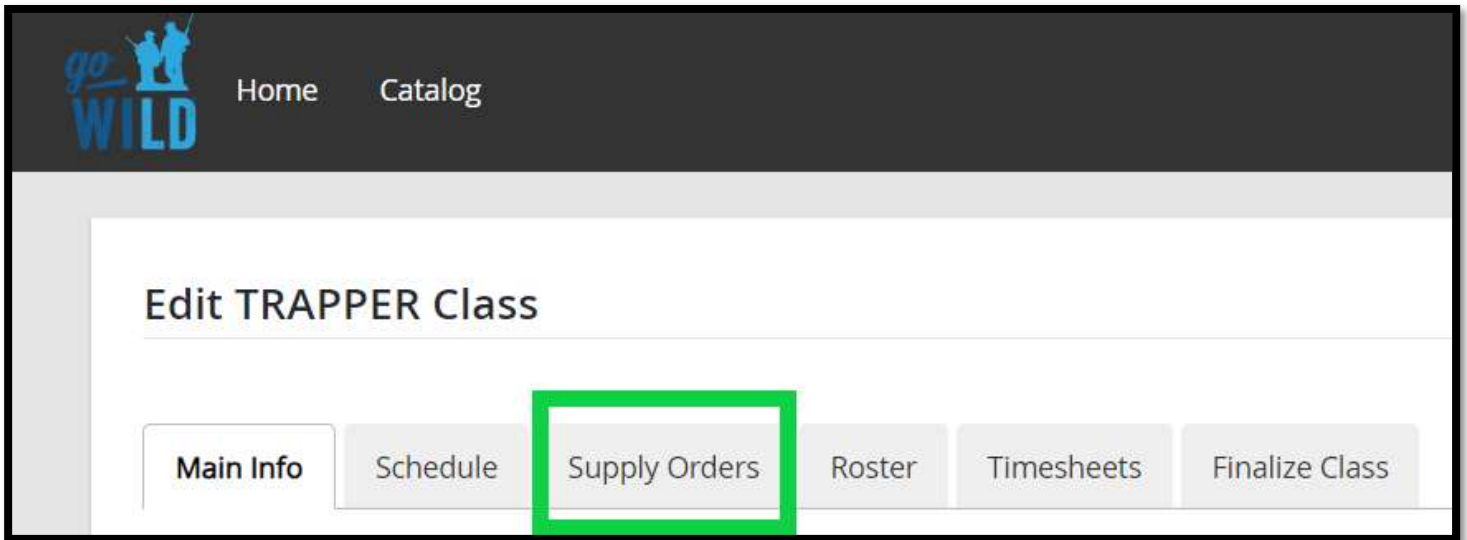 go
WILD
Home Catalog
Edit TRAPPER Class
Main Info Schedule Supply Orders Roster Timesheets Finalize Class